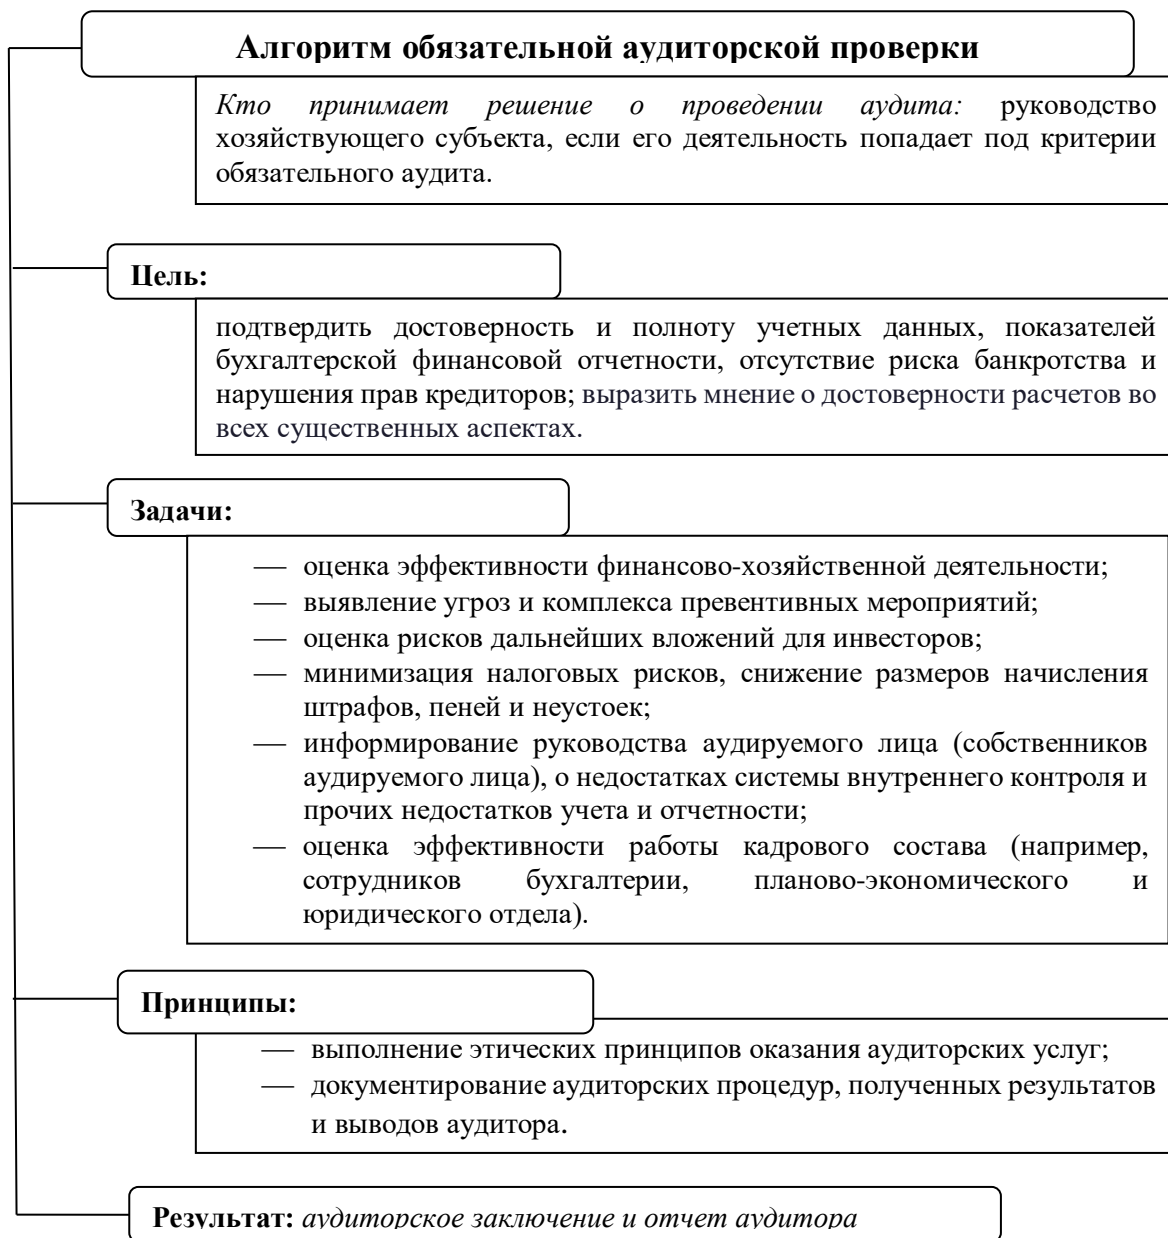 Алгоритм обязательной аудиторской проверки
Кто принимает решение о проведении аудита: руководство
хозяйствующего субъекта, если его деятельность попадает под критерии
обязательного аудита.
Цель:
подтвердить достоверность и полноту учетных данных, показателей
бухгалтерской финансовой отчетности, отсутствие риска банкротства и
нарушения прав кредиторов; выразить мнение о достоверности расчетов во
всех существенных аспектах.
Задачи:
— оценка эффективности финансово-хозяйственной деятельности;
— выявление угроз и комплекса превентивных мероприятий;
— оценка рисков дальнейших вложений для инвесторов;
— минимизация налоговых рисков, снижение размеров начисления
штрафов, пеней и неустоек;
— информирование руководства аудируемого лица (собственников
аудируемого лица), о недостатках системы внутреннего контроля и
прочих недостатков учета и отчетности;
— оценка эффективности работы кадрового состава (например,
сотрудников бухгалтерии, планово-экономического и
юридического отдела).
Принципы:
— выполнение этических принципов оказания аудиторских услуг;
— документирование аудиторских процедур, полученных результатов
и выводов аудитора.
Результат: аудиторское заключение и отчет аудитора